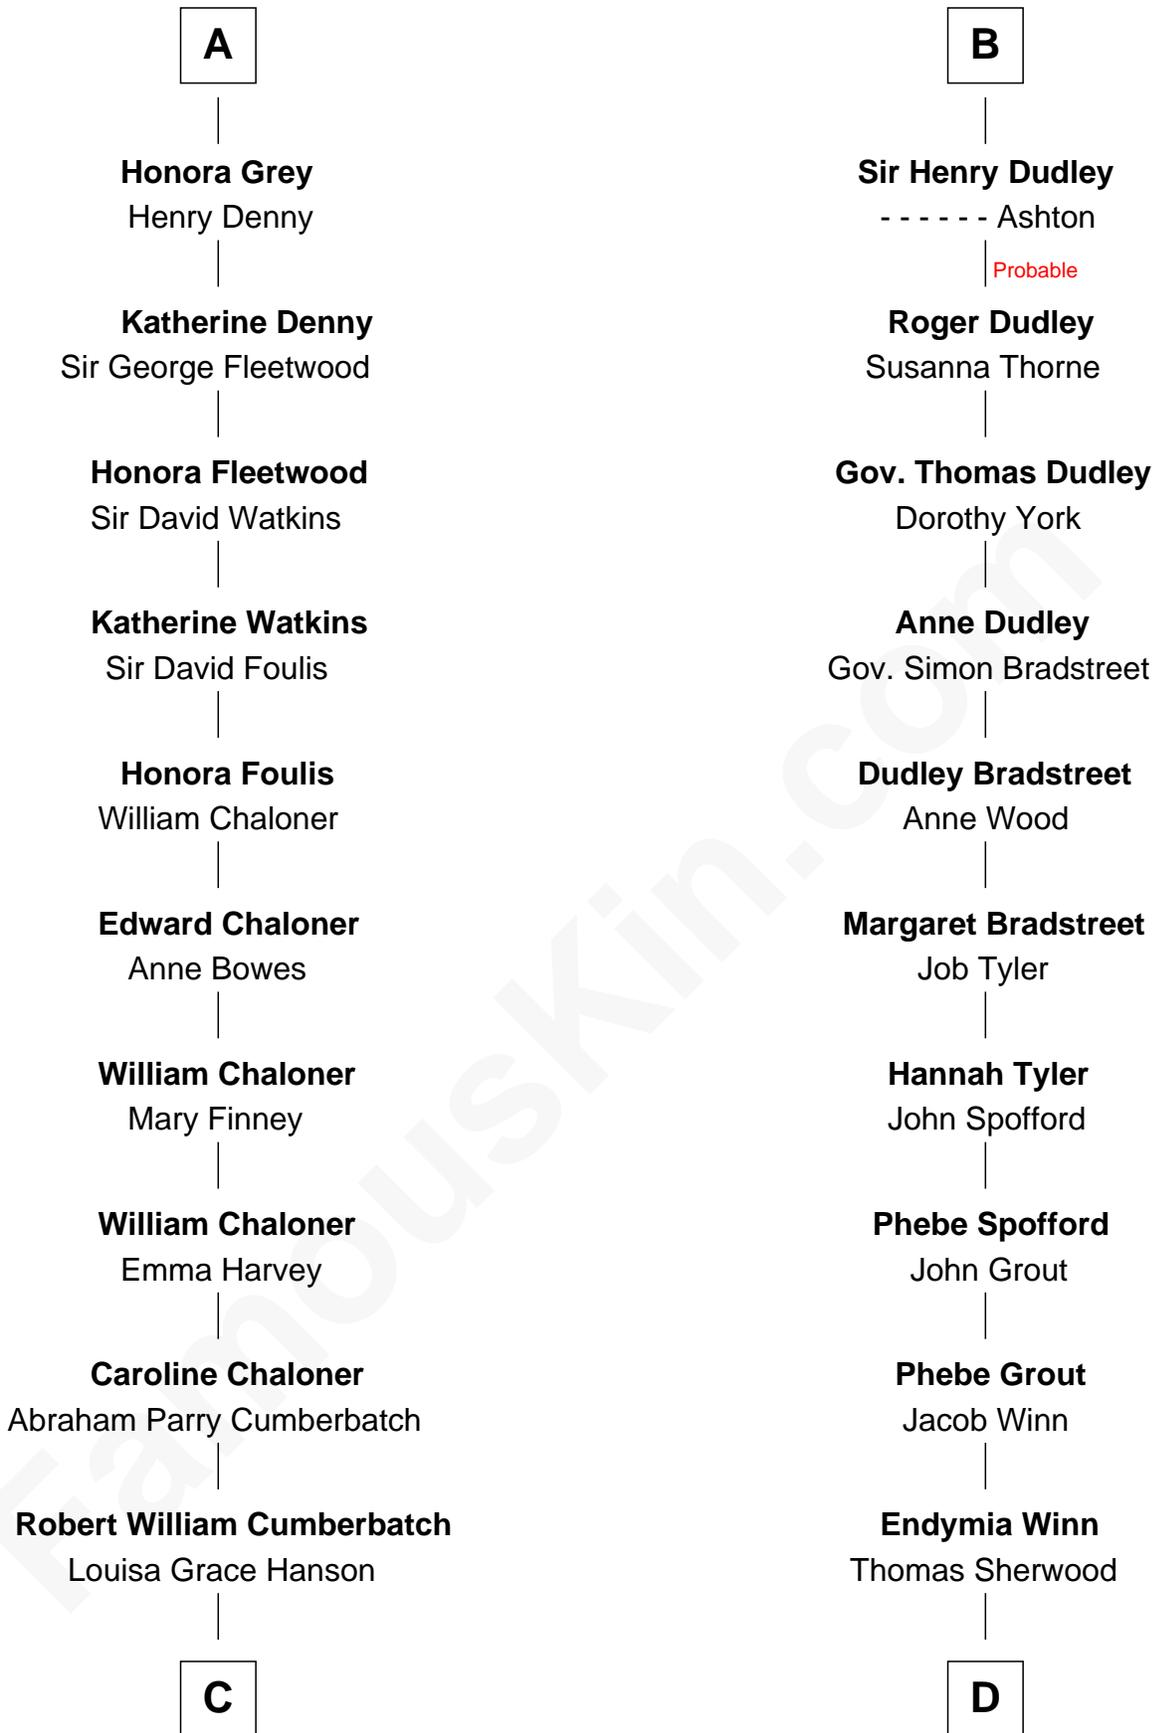 A
B
Honora Grey
Henry Denny
Sir Henry Dudley
- - - - - - Ashton
Probable
Katherine Denny
Sir George Fleetwood
Roger Dudley
Susanna Thorne
Honora Fleetwood
Sir David Watkins
Gov. Thomas Dudley
Dorothy York
Katherine Watkins
Sir David Foulis
Anne Dudley
Gov. Simon Bradstreet
Honora Foulis
William Chaloner
Dudley Bradstreet
Anne Wood
Edward Chaloner
Anne Bowes
Margaret Bradstreet
Job Tyler
William Chaloner
Mary Finney
Hannah Tyler
John Spofford
William Chaloner
Emma Harvey
Phebe Spofford
John Grout
Caroline Chaloner
Abraham Parry Cumberbatch
Phebe Grout
Jacob Winn
Robert William Cumberbatch
Louisa Grace Hanson
Endymia Winn
Thomas Sherwood
C
D
FamousKin.com